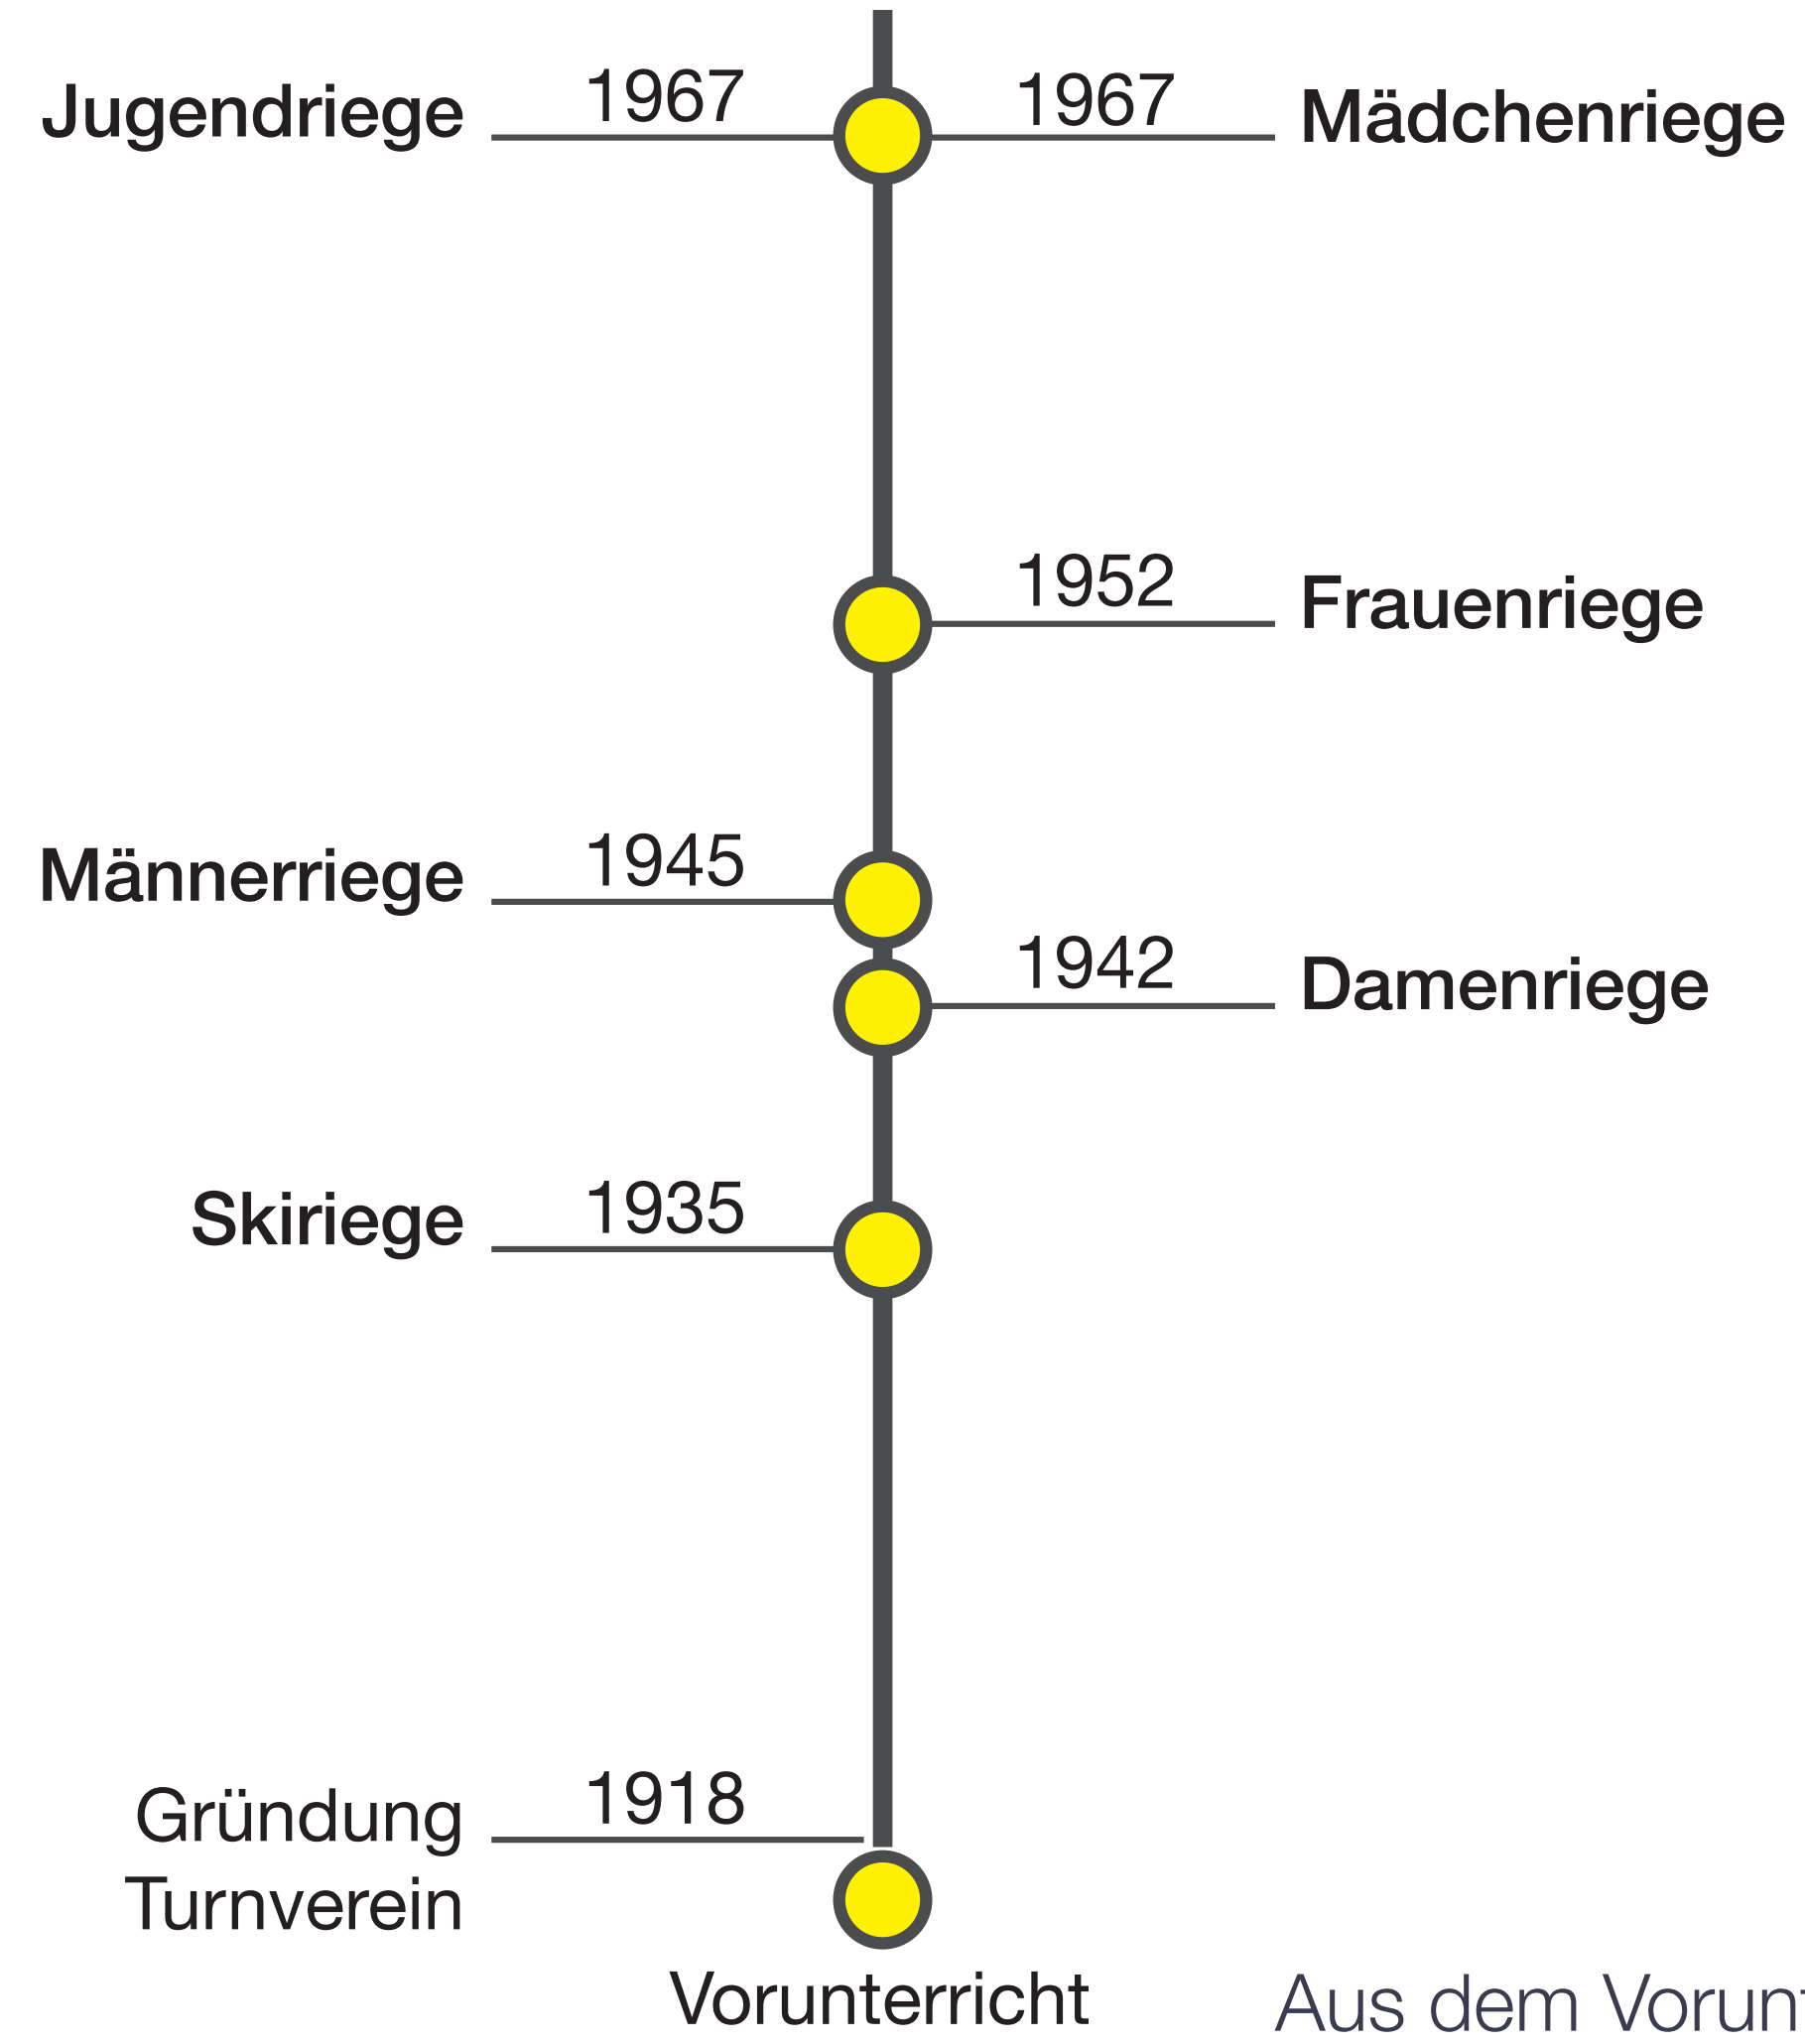 Jugendriege 1967 1967 Mädchenriege
1952 Frauenriege
Männerriege 1945
1942 Damenriege
Skiriege 1935
Gründung 1918
Turnverein
Vorunterricht Aus dem